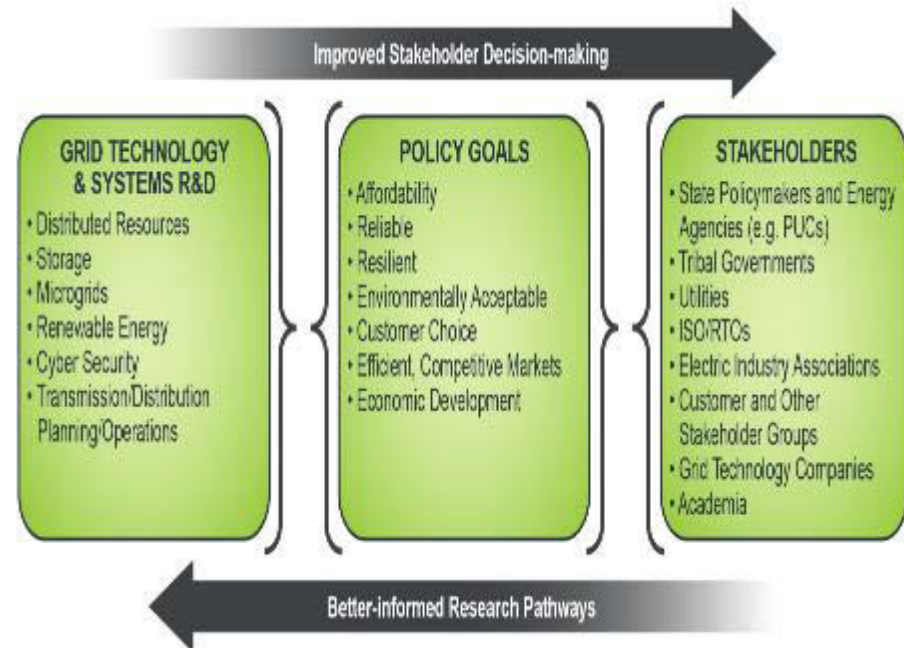 Improved Stakeholder Decision-making
GRID TECHNOLOGY
& SYSTEMS R&D
• Distributed Resources
• Storage
• Microgrids
• Renewable Energy
• Cyber Security
• Transmission/Distribution
Planning/Operations
POLICY GOALS
• Affordability
• Reliable
• Resilient
• Environmentally Acceptable
• Customer Choice
• Efficient, Competitive Markets
• Economic Development
STAKEHOLDERS
• State Policymakers and Energy
Agencies (e.g. PUCs)
• Tribal Governments
• Utilities
• ISO/RTOs
• Electric Industry Associations
• Customer and Other
Stakeholder Groups
• Grid Technology Companies
• Academia
Better-informed Research Pathways